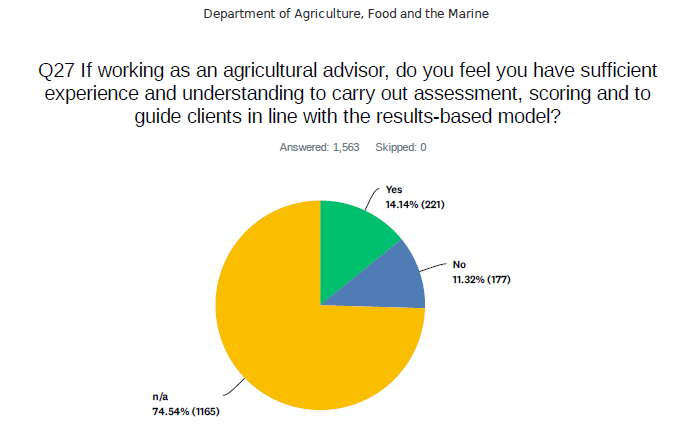 Department of Agriculture, Food and the Marine
Q27 If working as an agricultural advisor, do you feel you have sufficient
experience and understanding to carry out assessment, scoring and to
guide clients in line with the results-based model?
Answered: 1,563 Skipped: 0
Yes
14.14% (221)
No
11.32% (177)
n/a
74.54% (1165)